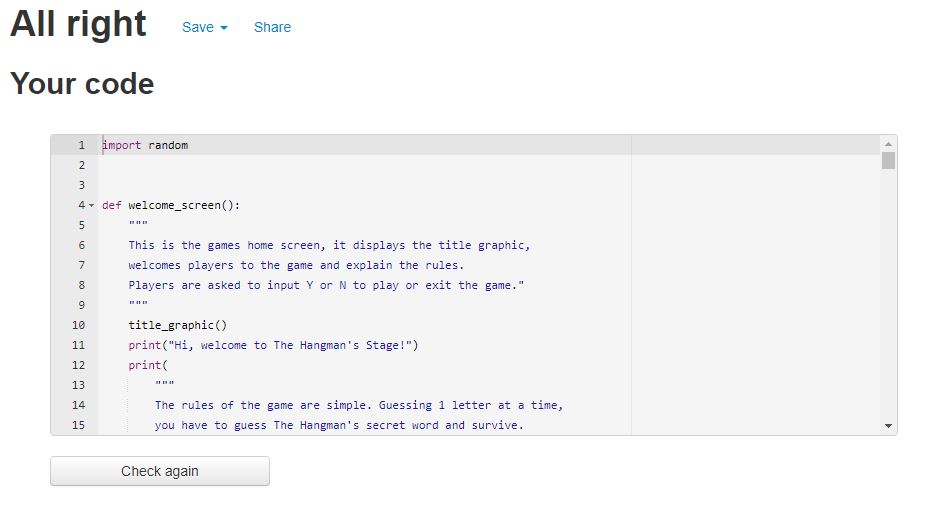 All right Save Share
Your code
1 import random
2
3
4 def welcome_screen():
5 """
6 This is the games home screen, it displays the title graphic,
7 welcomes players to the game and explain the rules.
8 Players are asked to input Y or N to play or exit the game."
9 """
10 title_graphic()
11 print("Hi, welcome to The Hangman's Stage!")
12 print(
13 """
14 The rules of the game are simple. Guessing 1 letter at a time,
15 you have to guess The Hangman's secret word and survive.
Check again